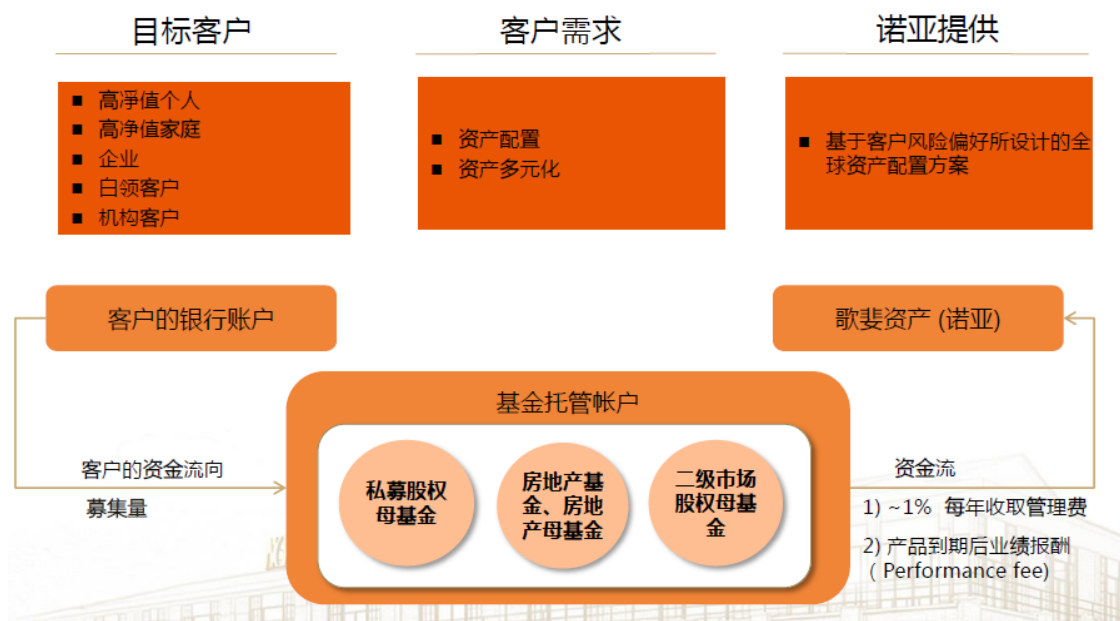 目标客户
客户需求
诺亚提供
■ 高净值个人
■ 高净值家庭
■ 企业
■ 白领客户
■ 机构客户
■ 资产配置
■ 资产多元化
■ 基于客户风险偏好所设计的全
球资产配置方案
客户的银行账户
歌斐资产 (诺亚)
基金托管帐户
私募股权
母基金
房地产基
金、房地
产母基金
二级市场
股权母基
金
客户的资金流向
募集量
资金流
1) ~1% 每年收取管理费
2) 产品到期后业绩报酬
( Performance fee)